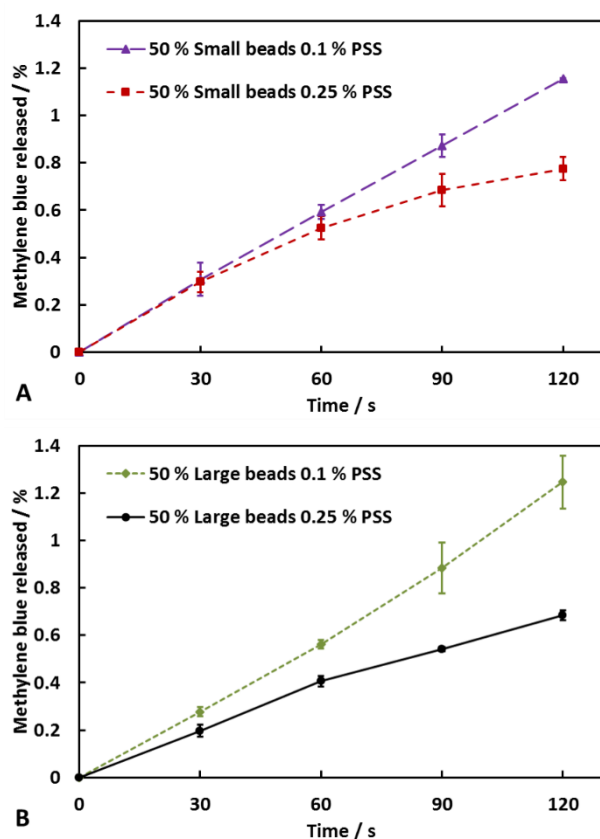 1.4
50 % Small beads 0.1 % PSS
1.2
50 % Small beads 0.25 % PSS
1
0.8
0.6
0.4
0.2
0
Methylene blue released / %
0 30 60 90 120
A
Time / s
1.4
50 % Large beads 0.1 % PSS
1.2
50 % Large beads 0.25 % PSS
1
0.8
0.6
0.4
0.2
0
Methylene blue released / %
0 30 60 90 120
B
Time / s